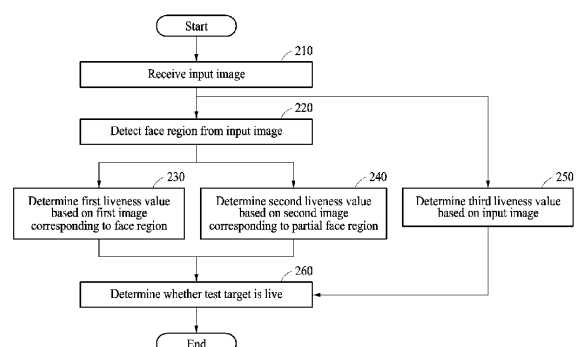 Start
210
Receive input image
220
Detect face region from input image
230
Determine first liveness value
based on first image
corresponding to face region
240
Determine second liveness value
based on second image
corresponding to partial face region
250
Determine third liveness value
based on input image
260
Determine whether test target is live
End